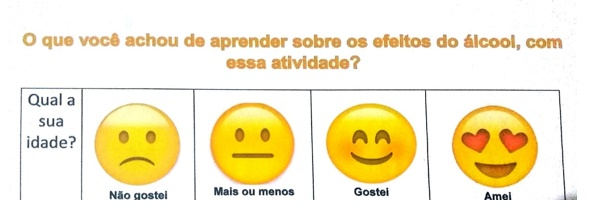 O que você achou de aprender sobre os efeitos do álcool, com
essa atividade?
Qual a
sua
idade?
Não gostei
Mais ou menos
Gostei
Amei